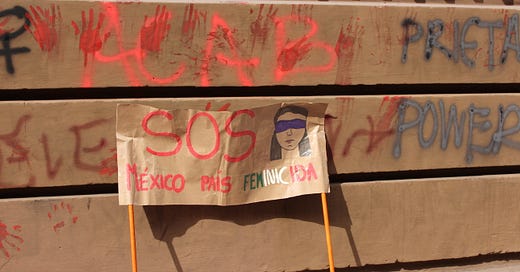 ACAB
PRIETA
POWER
SOS
MÉXICO PAÍS FEMINICIDA